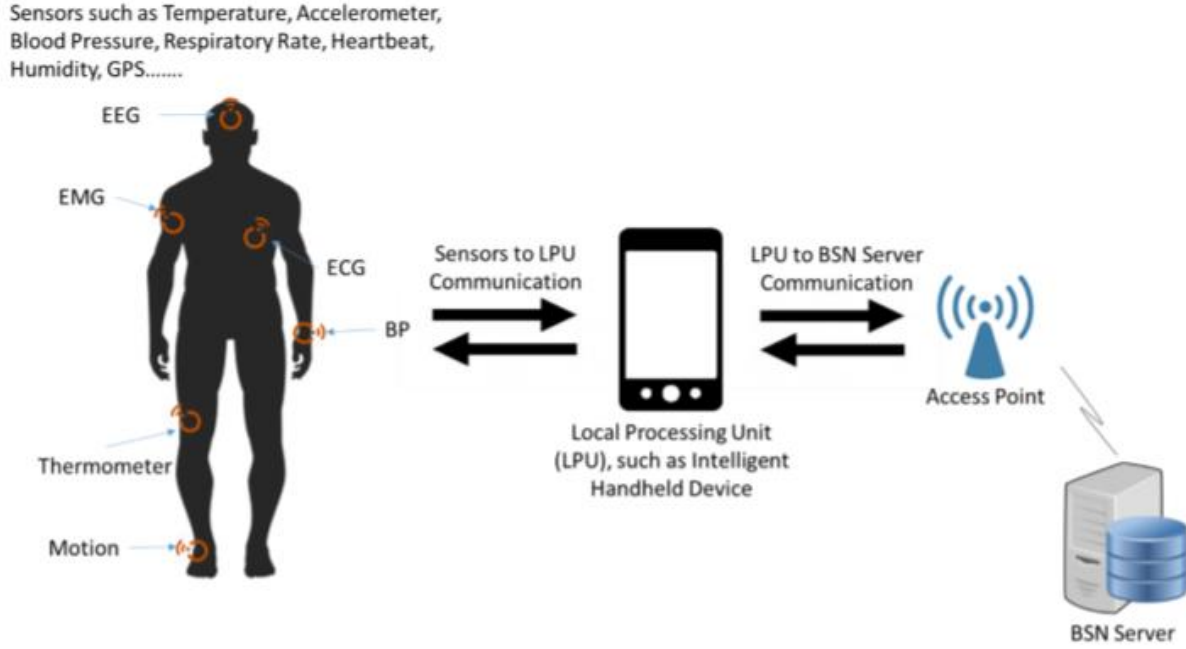 Sensors such as Temperature, Accelerometer,
Blood Pressure, Respiratory Rate, Heartbeat,
Humidity, GPS.......
EEG
EMG
ECG
BP
Thermometer
Motion
Sensors to LPU
Communication
Local Processing Unit
(LPU), such as Intelligent
Handheld Device
LPU to BSN Server
Communication
Access Point
BSN Server